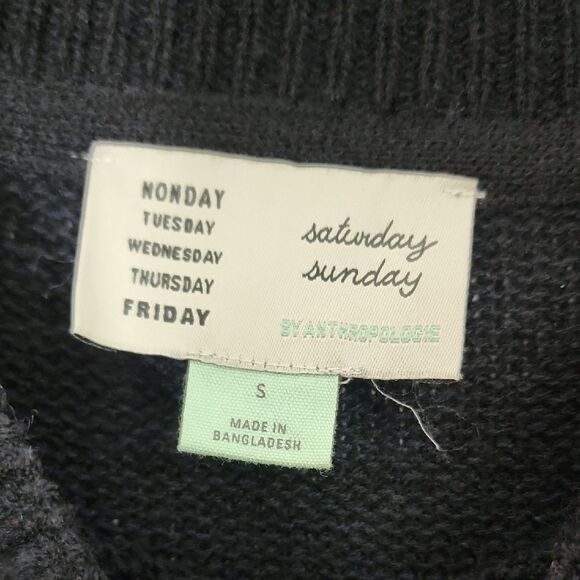 MONDAY
TUESDAY
WEDNESDAY
THURSDAY
FRIDAY
saturday
sunday
BY ANTHROPOLOGIE
S
MADE IN
BANGLADESH